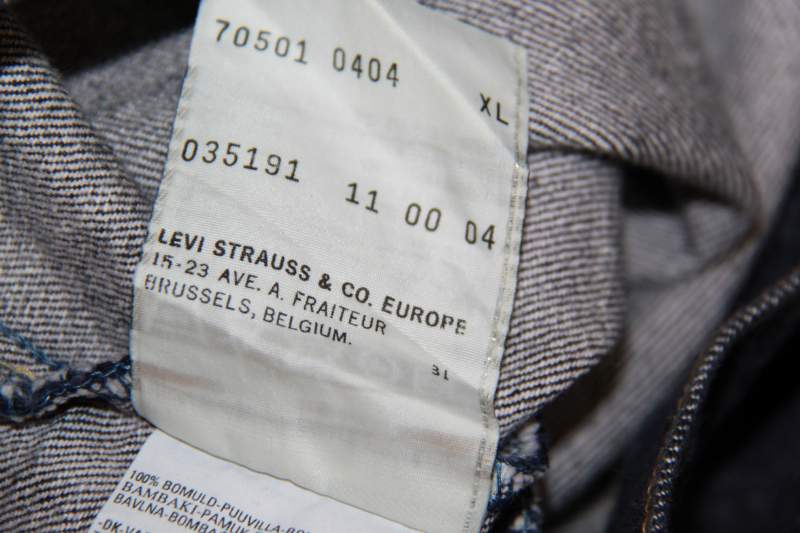 70501 0404
XL
035191 11 00 04
LEVI STRAUSS & CO. EUROPE
15-23 AVE. A. FRAITEUR
BRUSSELS, BELGIUM.
31
100% BOMULD-PUUVILLA-
BAMBAKI-PAMUK-
BAVLNA-
-DK-